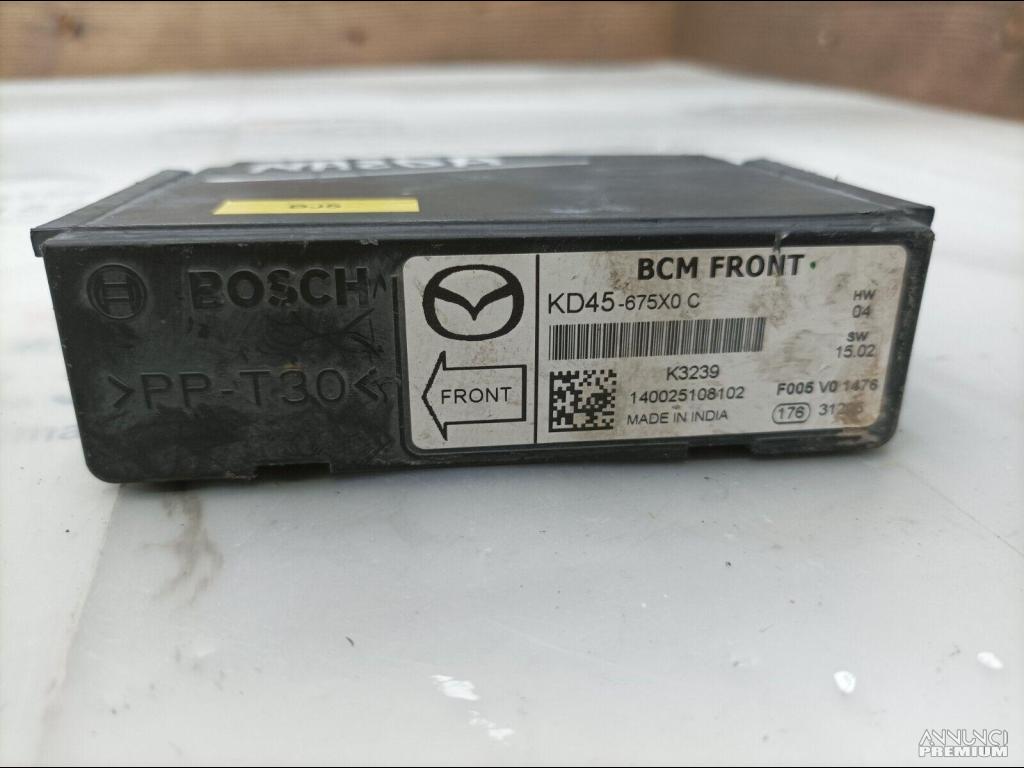 MAZDA
BOSCH
>PP-T30<
FRONT
BCM FRONT
KD45-675X0 C
HW
04
SW
15.02
K3239
140025108102
MADE IN INDIA
F005 V0 1476
176
ANNUNCI
PREMIUM